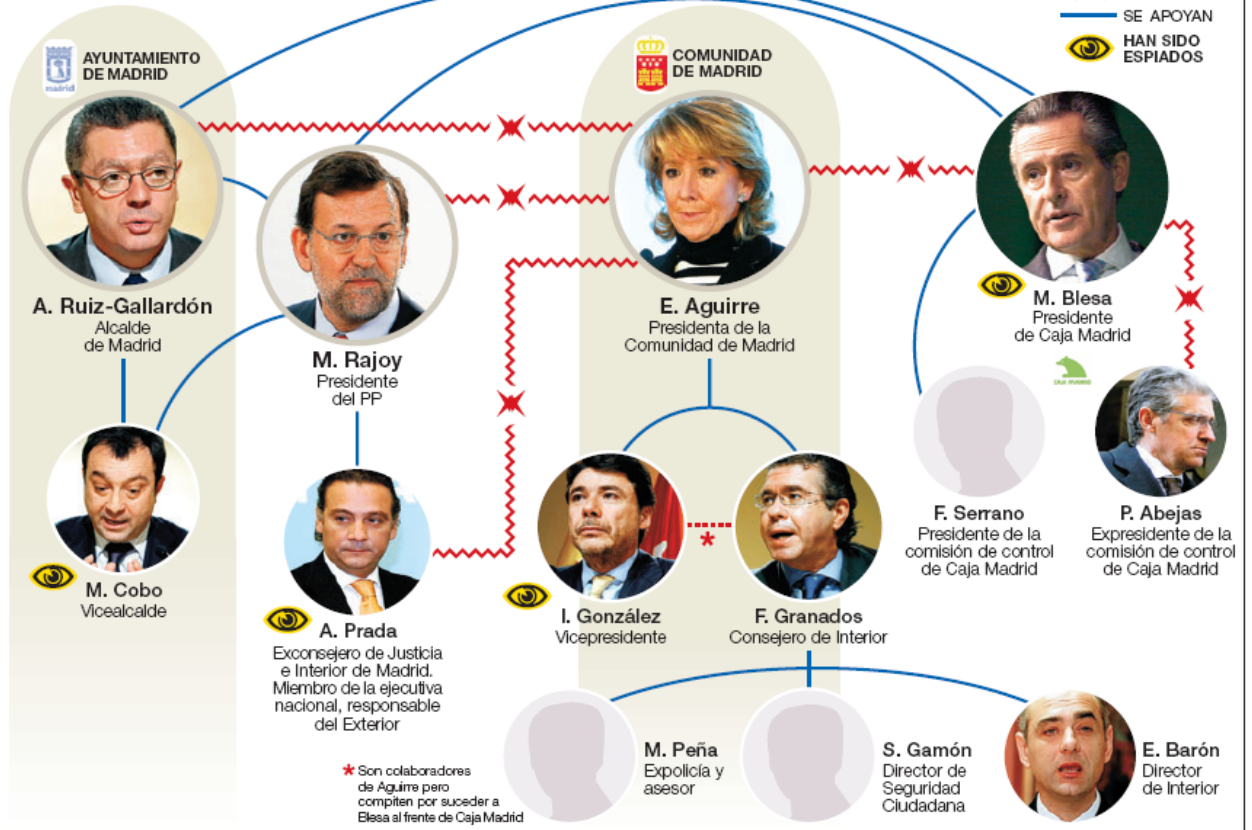 SE APOYAN
HAN SIDO
ESPIADOS
AYUNTAMIENTO
DE MADRID
madrid
COMUNIDAD
DE MADRID
A. Ruiz-Gallardón
Alcalde
de Madrid
M. Rajoy
Presidente
del PP
E. Aguirre
Presidenta de la
Comunidad de Madrid
M. Blesa
Presidente
de Caja Madrid
CAJA MADRID
M. Cobo
Vicealcalde
A. Prada
Exconsejero de Justicia
e Interior de Madrid.
Miembro de la ejecutiva
nacional, responsable
del Exterior
I. González
Vicepresidente
*
F. Granados
Consejero de Interior
F. Serrano
Presidente de la
comisión de control
de Caja Madrid
P. Abejas
Expresidente de la
comisión de control
de Caja Madrid
M. Peña
Expolicía y
asesor
S. Gamón
Director de
Seguridad
Ciudadana
E. Barón
Director
de Interior
* Son colaboradores
de Aguirre pero
compiten por suceder a
Blesa al frente de Caja Madrid